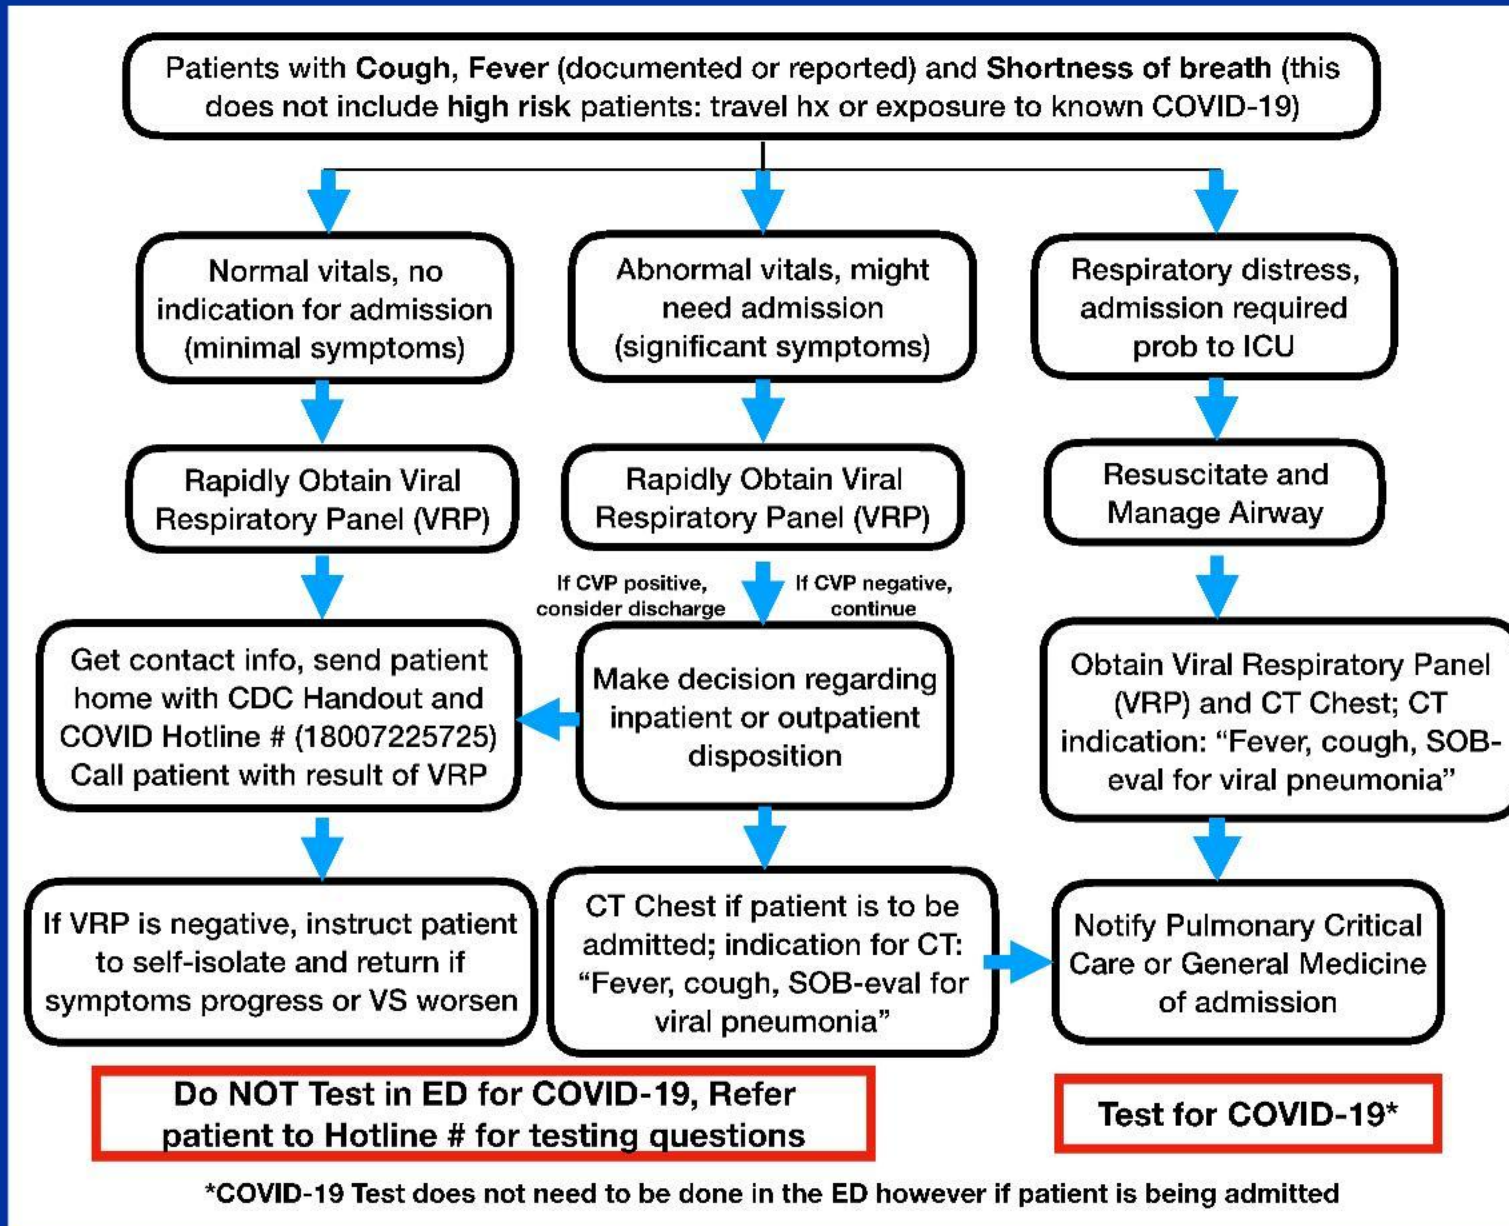 Patients with Cough, Fever (documented or reported) and Shortness of breath (this
does not include high risk patients: travel hx or exposure to known COVID-19)
Normal vitals, no
indication for admission
(minimal symptoms)
Abnormal vitals, might
need admission
(significant symptoms)
Respiratory distress,
admission required
prob to ICU
Rapidly Obtain Viral
Respiratory Panel (VRP)
Rapidly Obtain Viral
Respiratory Panel (VRP)
Resuscitate and
Manage Airway
If CVP positive,
consider discharge
If CVP negative,
continue
Get contact info, send patient
home with CDC Handout and
COVID Hotline # (18007225725)
Call patient with result of VRP
Make decision regarding
inpatient or outpatient
disposition
Obtain Viral Respiratory Panel
(VRP) and CT Chest; CT
indication: “Fever, cough, SOB-
eval for viral pneumonia”
If VRP is negative, instruct patient
to self-isolate and return if
symptoms progress or VS worsen
CT Chest if patient is to be
admitted; indication for CT:
“Fever, cough, SOB-eval for
viral pneumonia”
Notify Pulmonary Critical
Care or General Medicine
of admission
Do NOT Test in ED for COVID-19, Refer
patient to Hotline # for testing questions
Test for COVID-19*
*COVID-19 Test does not need to be done in the ED however if patient is being admitted